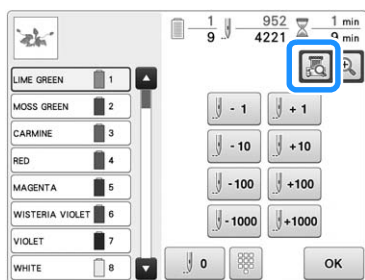 1 952 1 min
9 4221 9 min
LIME GREEN 1
MOSS GREEN 2
CARMINE 3
RED 4
MAGENTA 5
WISTERIA VIOLET 6
VIOLET 7
WHITE 8
- 1 + 1
- 10 +10
-100 +100
-1000 +1000
0 OK